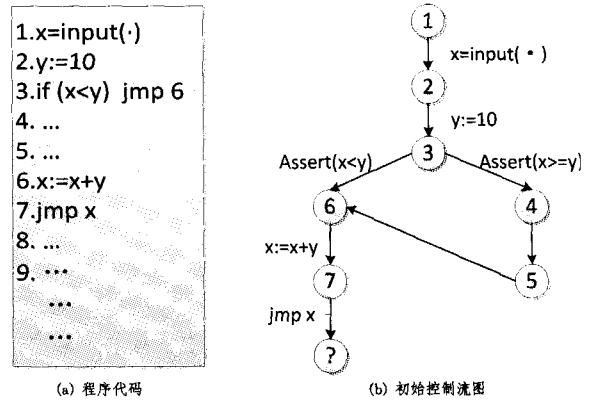 1.x=input(·)
2.y:=10
3.if (x<y) jmp 6
4. ...
5. ...
6.x:=x+y
7.jmp x
8. ...
9. ...
...
...
(a) 程序代码
1
x=input( • )
2
y:=10
3
Assert(x<y)
Assert(x>=y)
6
4
x:=x+y
7
5
jmp x
?
(b) 初始控制流图